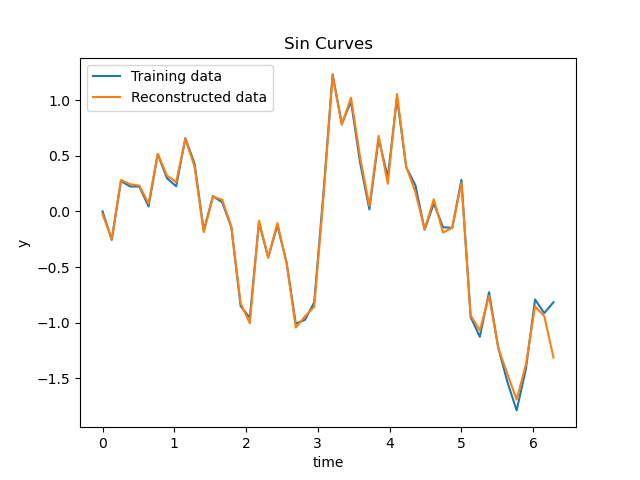 Sin Curves
Training data
Reconstructed data
1.0
0.5
0.0
−0.5
−1.0
−1.5
y
0 1 2 3 4 5 6
time